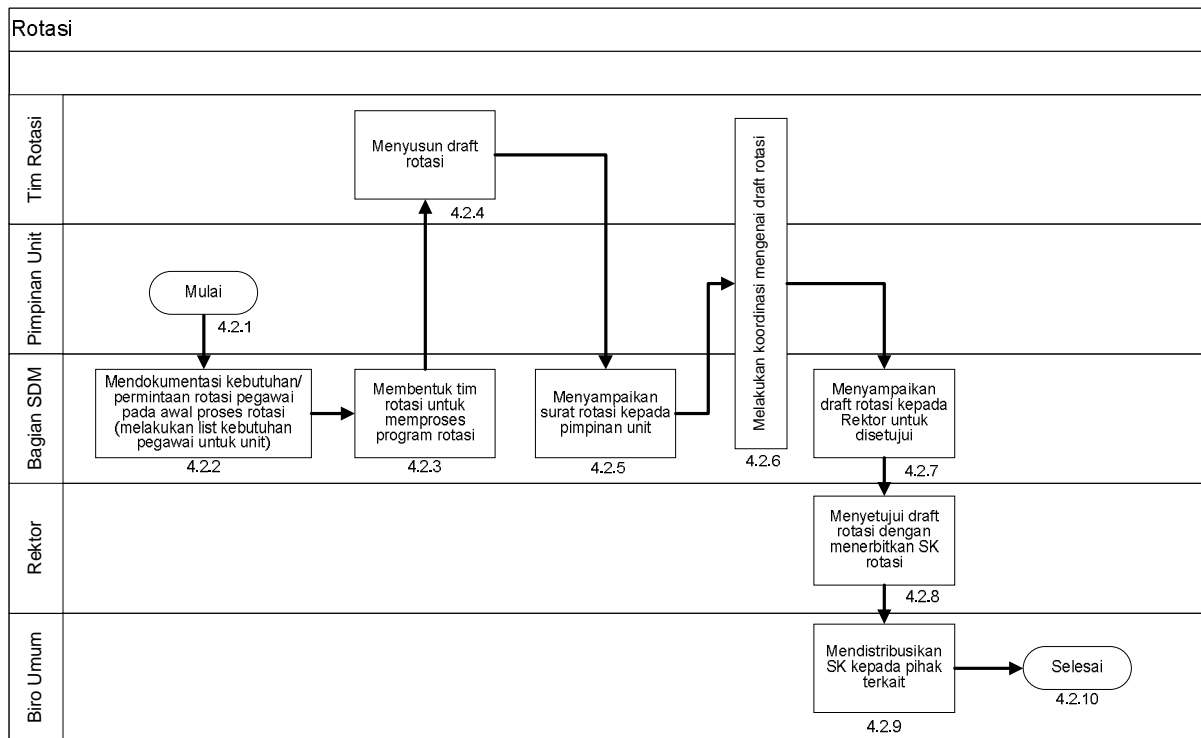 Rotasi
Tim Rotasi
Menyusun draft
rotasi
4.2.4
Melakukan koordinasi mengenai draft rotasi
4.2.6
Pimpinan Unit
Mulai
4.2.1
Bagian SDM
Mendokumentasi kebutuhan/
permintaan rotasi pegawai
pada awal proses rotasi
(melakukan list kebutuhan
pegawai untuk unit)
4.2.2
Membentuk tim
rotasi untuk
memproses
program rotasi
4.2.3
Menyampaikan
surat rotasi kepada
pimpinan unit
4.2.5
Menyampaikan
draft rotasi kepada
Rektor untuk
disetujui
4.2.7
Rektor
Menyetujui draft
rotasi dengan
menerbitkan SK
rotasi
4.2.8
Biro Umum
Mendistribusikan
SK kepada pihak
terkait
4.2.9
Selesai
4.2.10